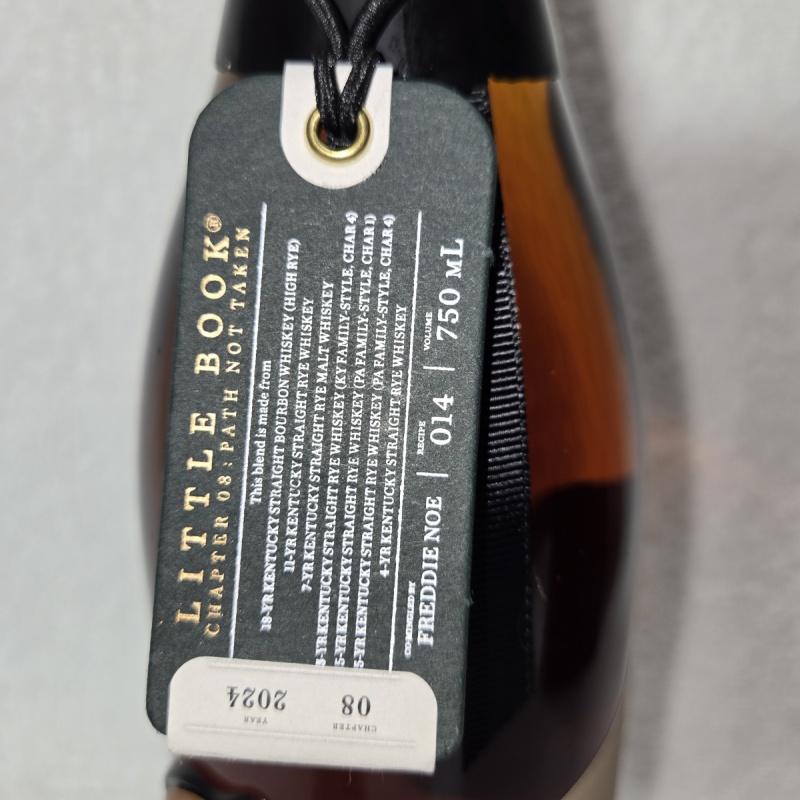 LITTLE BOOK®
CHAPTER 08: PATH NOT TAKEN
This blend is made from
18-YR KENTUCKY STRAIGHT BOURBON WHISKEY (HIGH RYE)
11-YR KENTUCKY STRAIGHT RYE WHISKEY
7-YR KENTUCKY STRAIGHT RYE MALT WHISKEY
5-YR KENTUCKY STRAIGHT RYE WHISKEY (KY FAMILY-STYLE, CHAR 4)
5-YR KENTUCKY STRAIGHT RYE WHISKEY (PA FAMILY-STYLE, CHAR 1)
5-YR KENTUCKY STRAIGHT RYE WHISKEY (PA FAMILY-STYLE, CHAR 4)
4-YR KENTUCKY STRAIGHT RYE WHISKEY
CO-MINGLED BY RECIPE VOLUME
FREDDIE NOE | 014 | 750 mL
CHAPTER YEAR
08 2024